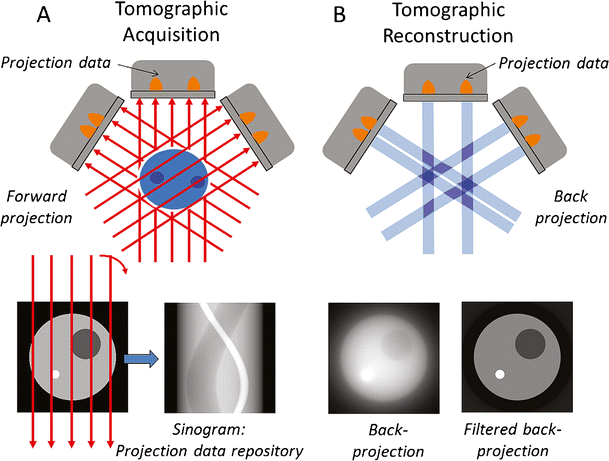 A
Tomographic
Acquisition
Projection data
Forward
projection
Sinogram:
Projection data repository
B
Tomographic
Reconstruction
Projection data
Back
projection
Back-
projection
Filtered back-
projection